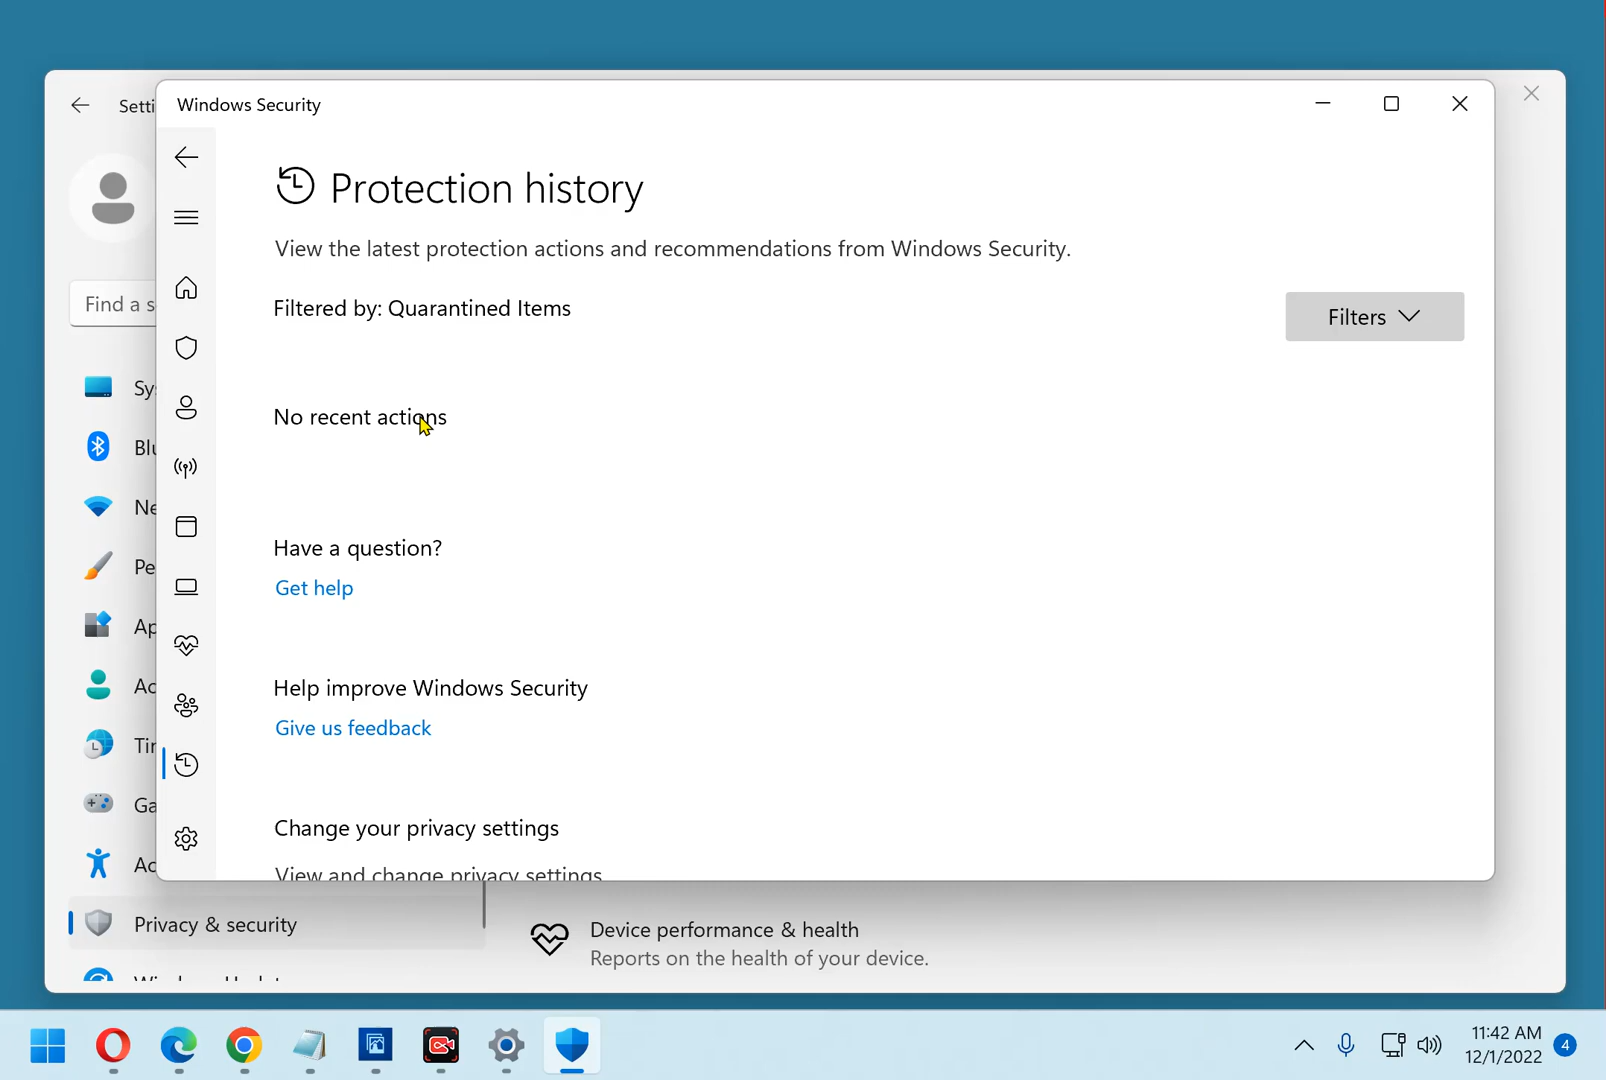 Setti
Windows Security
Protection history
View the latest protection actions and recommendations from Windows Security.
Filtered by: Quarantined Items
Filters
Find a s
No recent actions
Sy
Blu
Ne
Pe
Ap
Ac
Tir
Ga
Ac
Have a question?
Get help
Help improve Windows Security
Give us feedback
Change your privacy settings
View and change privacy settings
Privacy & security
Device performance & health
Reports on the health of your device.
Windows Update
11:42 AM
12/1/2022
4